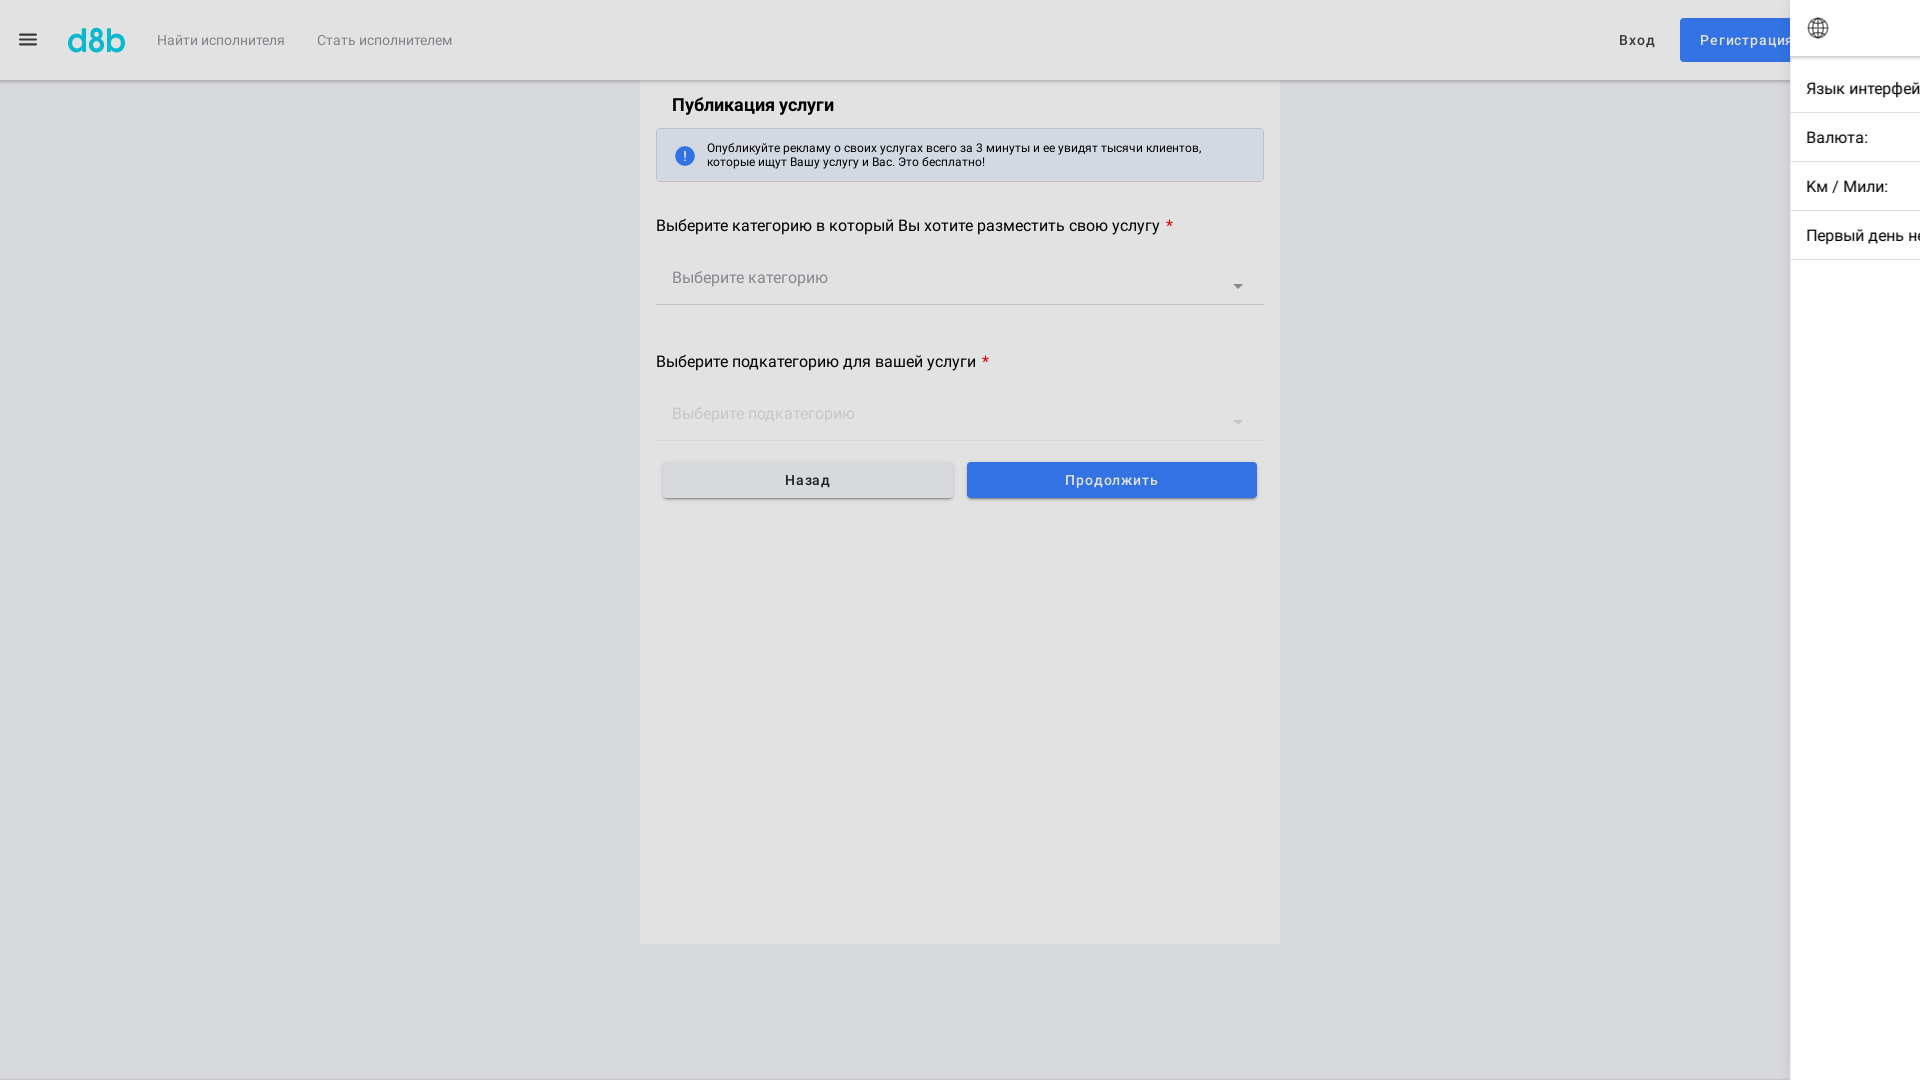 d8b
Найти исполнителя
Стать исполнителем
Вход
Регистрация
Язык интерфей
Валюта:
Км / Мили:
Первый день не
Публикация услуги
Опубликуйте рекламу о своих услугах всего за 3 минуты и ее увидят тысячи клиентов,
которые ищут Вашу услугу и Вас. Это бесплатно!
Выберите категорию в который Вы хотите разместить свою услугу *
Выберите категорию
Выберите подкатегорию для вашей услуги *
Выберите подкатегорию
Назад
Продолжить